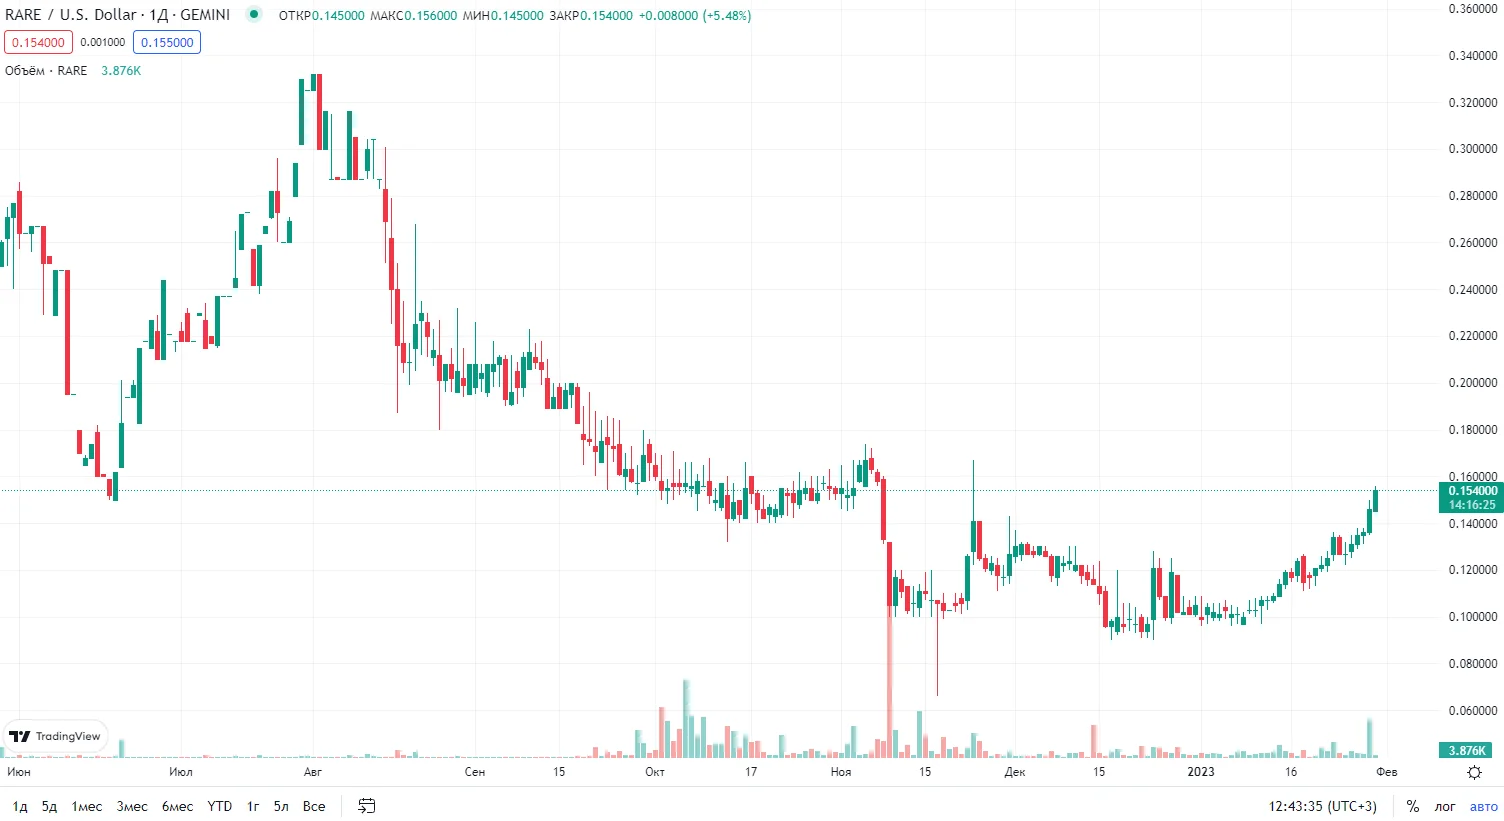 RARE / U.S. Dollar · 1Д · GEMINI ОТКР0.145000 МАКС0.156000 МИН0.145000 ЗАКР0.154000 +0.008000 (+5.48%)
0.154000 0.001000 0.155000
Объём · RARE 3.876K
0.360000
0.340000
0.320000
0.300000
0.280000
0.260000
0.240000
0.220000
0.200000
0.180000
0.160000
0.154000
14:16:25
0.140000
0.120000
0.100000
0.080000
0.060000
3.876K
TradingView
Июн Июл Авг Сен 15 Окт 17 Ноя 15 Дек 15 2023 16 Фев
1д 5д 1мес 3мес 6мес YTD 1г 5л Все 12:43:35 (UTC+3) % лог авто